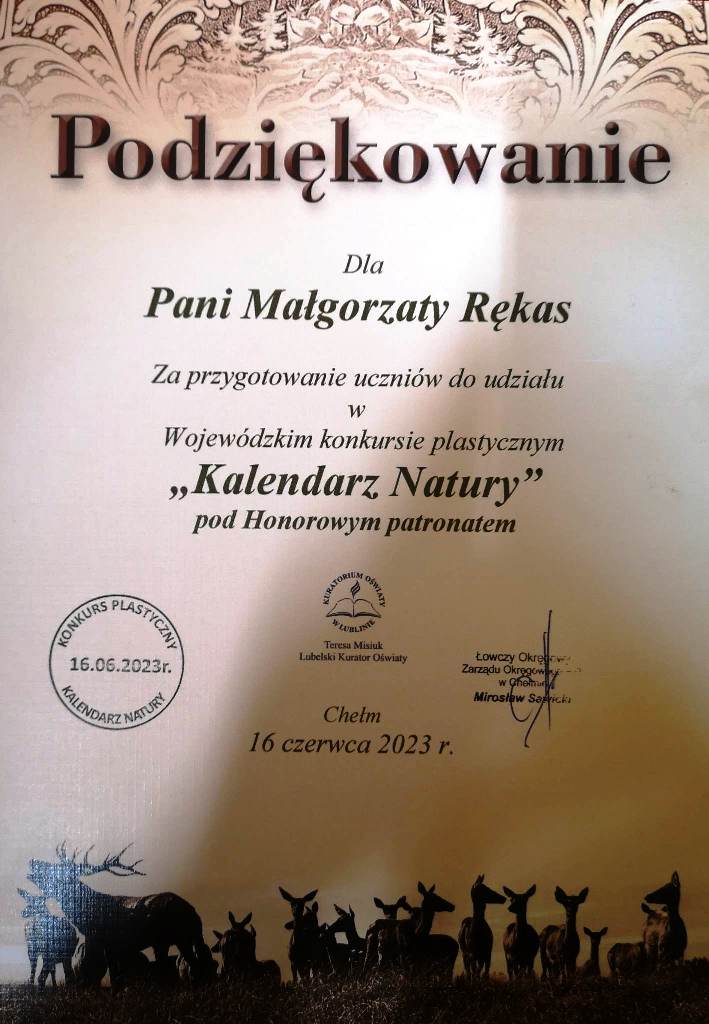 Podziękowanie
Dla
Pani Małgorzaty Rękas
Za przygotowanie uczniów do udziału
w
Wojewódzkim konkursie plastycznym
„Kalendarz Natury”
pod Honorowym patronatem
KONKURS PLASTYCZNY
16.06.2023r.
KALENDARZ NATURY
KURATORIUM OŚWIATY
W LUBLINIE
Teresa Misiuk
Lubelski Kurator Oświaty
Łowczy
Zarządu
w Chełmie
Mirosław Sawicki
Chełm
16 czerwca 2023 r.